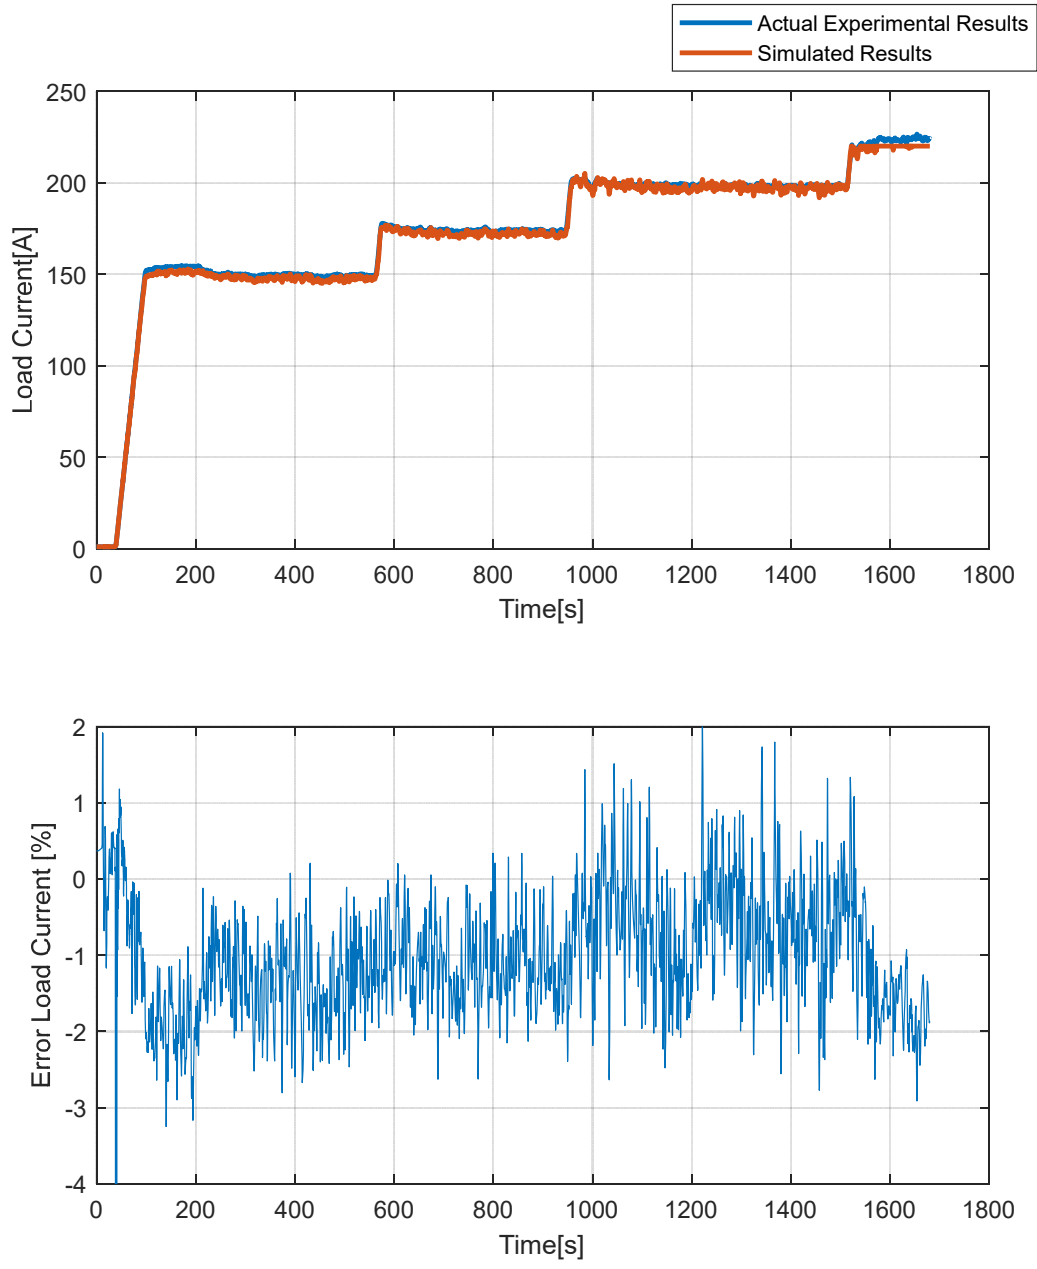 Actual Experimental Results
Simulated Results
250
200
150
100
50
0
Load Current[A]
0 200 400 600 800 1000 1200 1400 1600 1800
Time[s]
2
1
0
-1
-2
-3
-4
Error Load Current [%]
0 200 400 600 800 1000 1200 1400 1600 1800
Time[s]